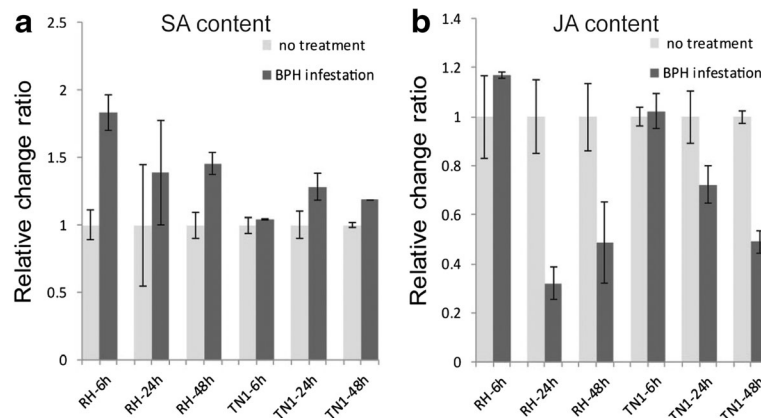 a
SA content
2.5
2
1.5
1
0.5
0
Relative change ratio
no treatment
BPH infestation
RH-6h
RH-24h
RH-48h
TN1-6h
TN1-24h
TN1-48h
b
JA content
1.4
1.2
1
0.8
0.6
0.4
0.2
0
Relative change ratio
no treatment
BPH infestation
RH-6h
RH-24h
RH-48h
TN1-6h
TN1-24h
TN1-48h